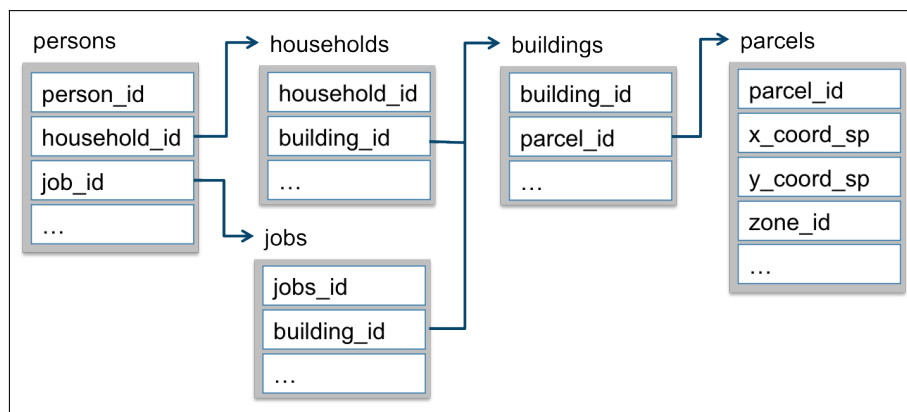 persons
person_id
household_id
job_id
...
households
household_id
building_id
...
jobs
jobs_id
building_id
...
buildings
building_id
parcel_id
...
parcels
parcel_id
x_coord_sp
y_coord_sp
zone_id
...